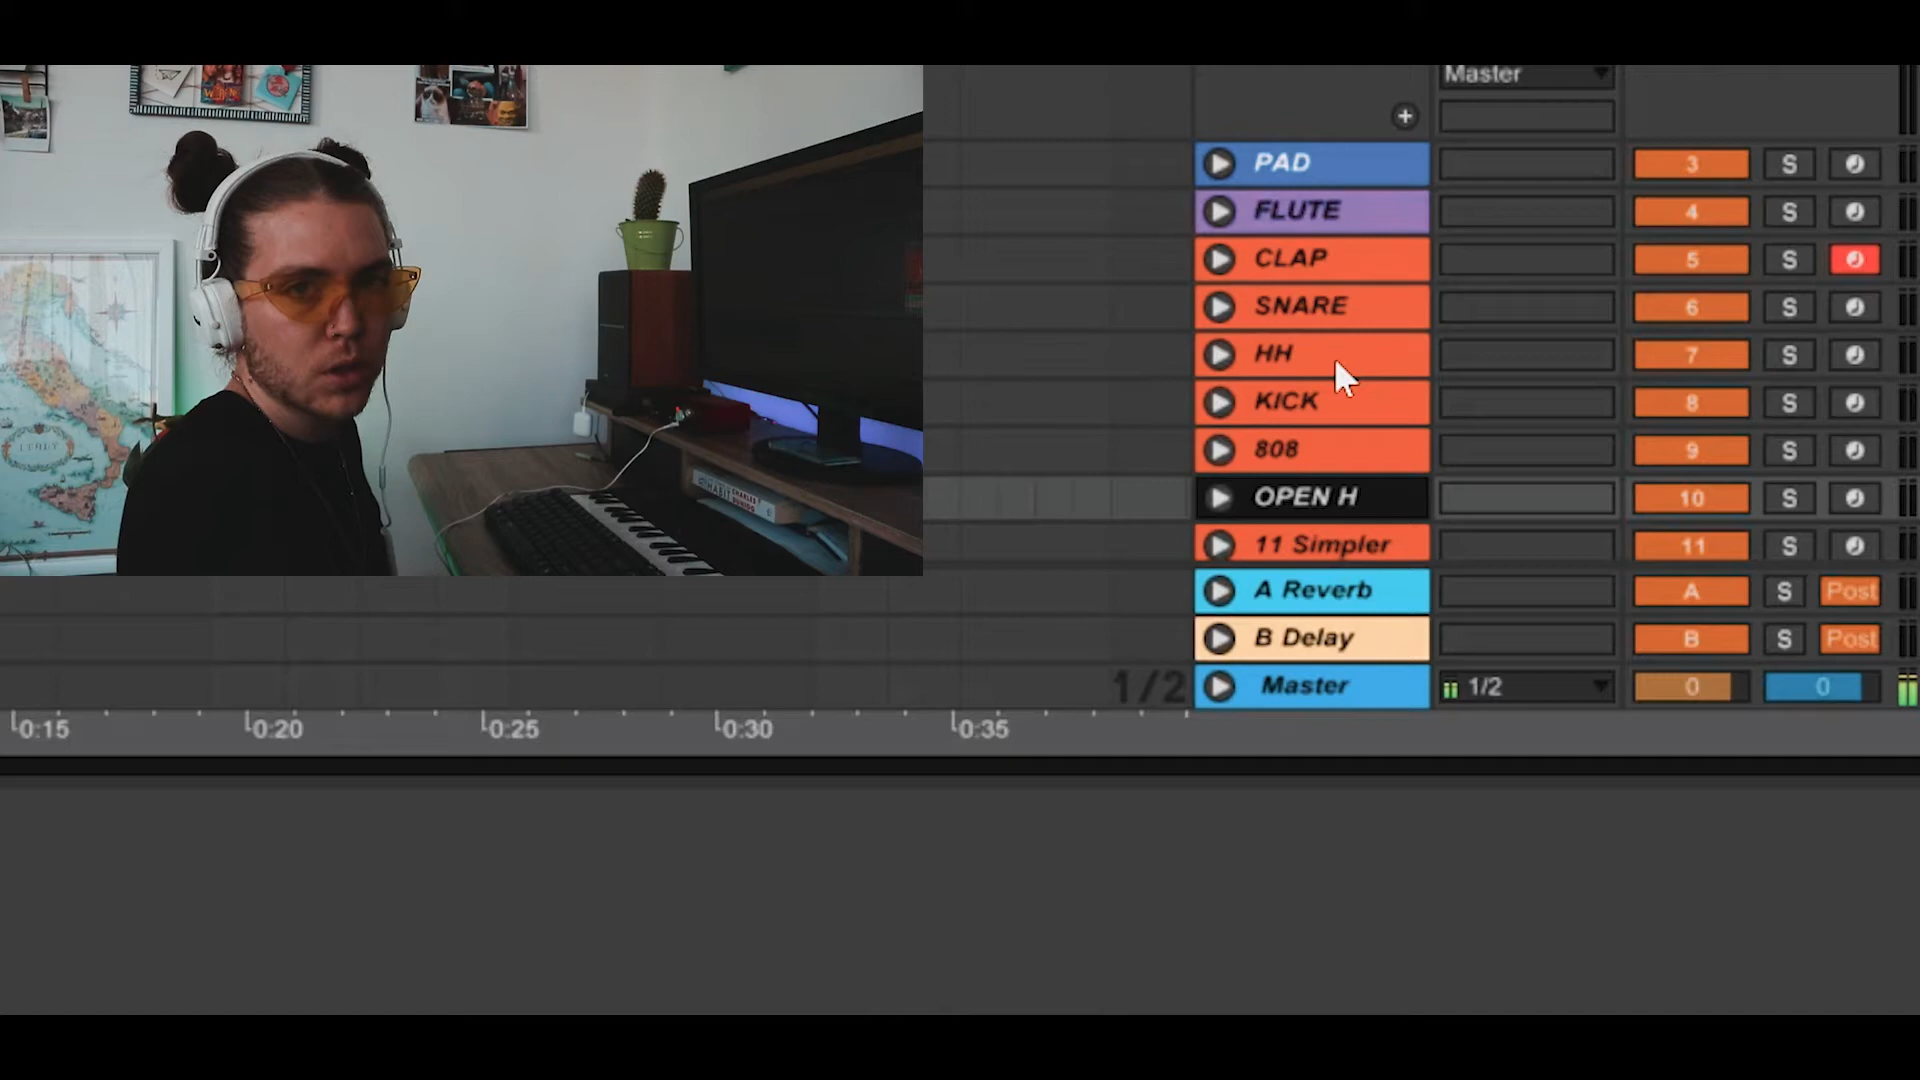 Master
PAD 3 S
FLUTE 4 S
CLAP 5 S
SNARE 6 S
HH 7 S
KICK 8 S
808 9 S
OPEN H 10 S
11 Simpler 11 S
A Reverb A S Post
B Delay B S Post
1/2 Master 1/2 0 0
0:15 0:20 0:25 0:30 0:35
HABIT CHARLES